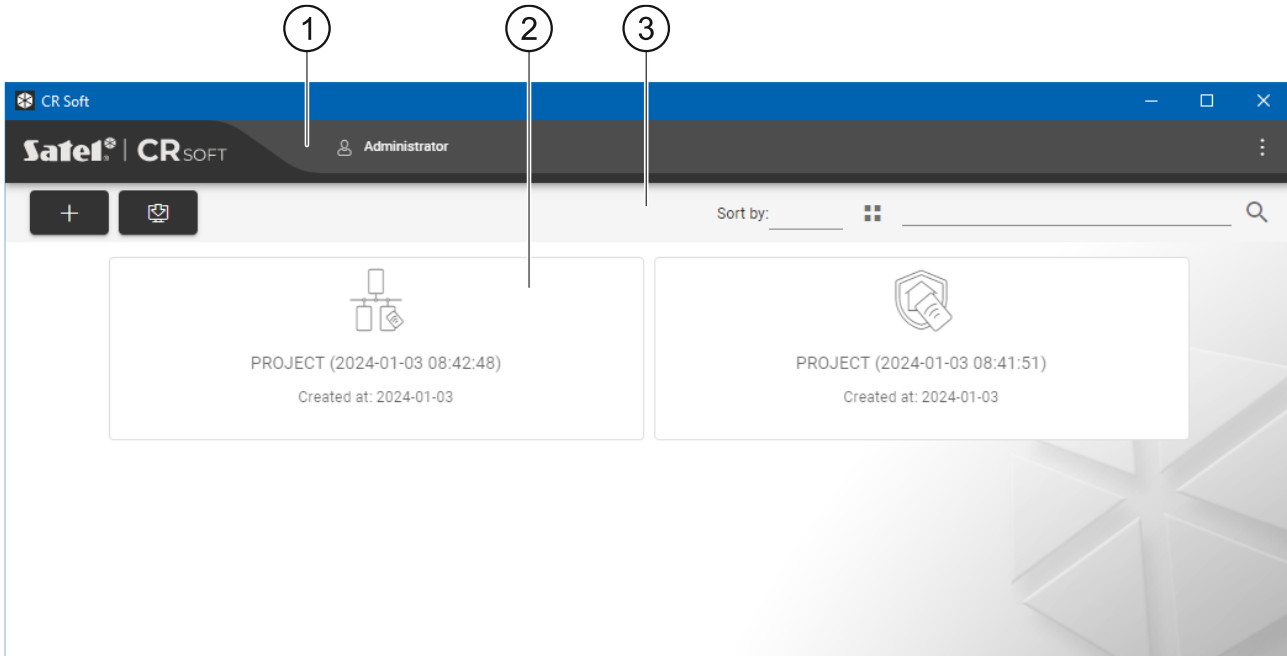 1 2 3
CR Soft
Satel® | CR SOFT
Administrator
Sort by:
PROJECT (2024-01-03 08:42:48)
Created at: 2024-01-03
PROJECT (2024-01-03 08:41:51)
Created at: 2024-01-03